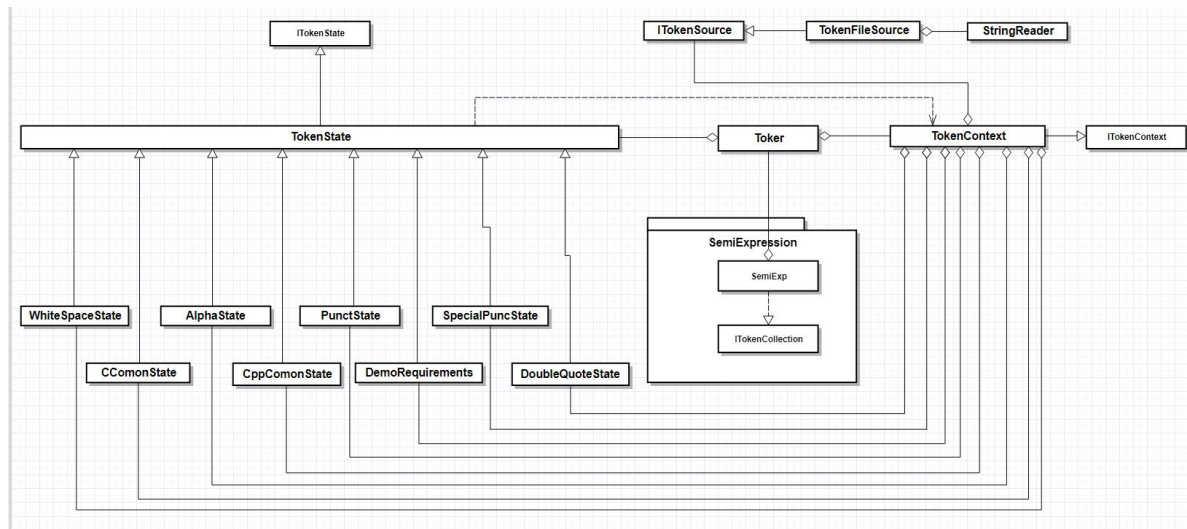 ITokenState
ITokenSource
TokenFileSource
StringReader
TokenState
Toker
TokenContext
ITokenContext
SemiExpression
SemiExp
ITokenCollection
WhiteSpaceState
AlphaState
PunctState
SpecialPuncState
CComonState
CppComonState
DemoRequirements
DoubleQuoteState